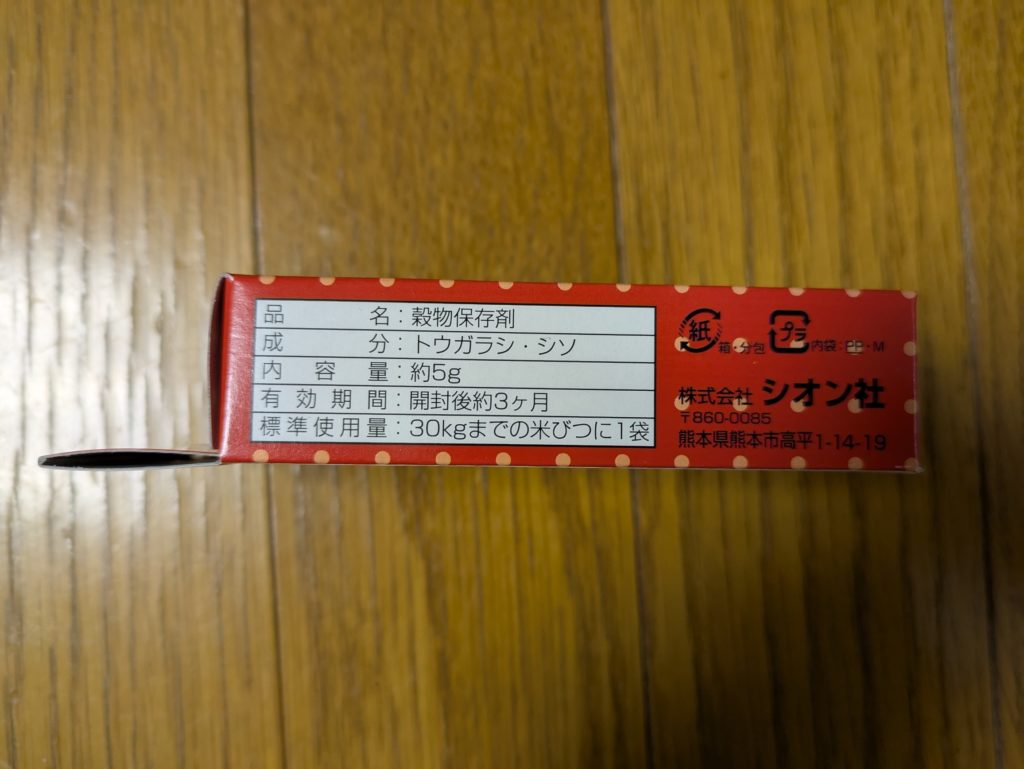 品名：穀物保存剤
成分：トウガラシ・シソ
内容量：約5g
有効期間：開封後約3ヶ月
標準使用量：30kgまでの米びつに1袋
紙 箱・分包 プラ 内袋：PP・M
株式会社 シオン社
〒860-0085
熊本県熊本市高平1-14-19